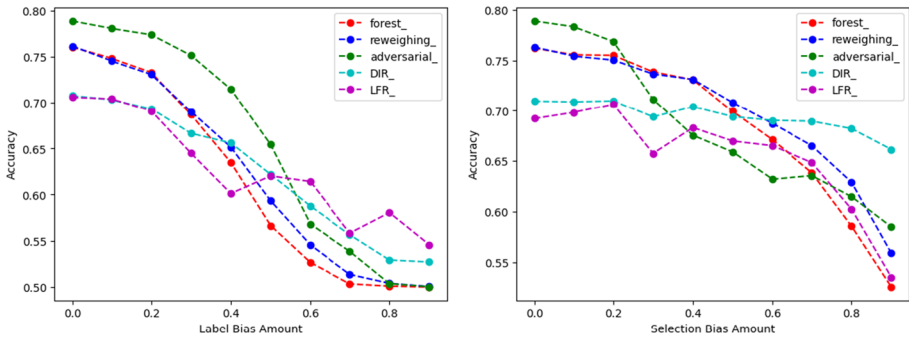 0.80
0.75
0.70
0.65
0.60
0.55
0.50
Accuracy
0.0
0.2
0.4
0.6
0.8
Label Bias Amount
forest_
reweighing_
adversarial_
DIR_
LFR_
0.80
0.75
0.70
0.65
0.60
0.55
Accuracy
0.0
0.2
0.4
0.6
0.8
Selection Bias Amount
forest_
reweighing_
adversarial_
DIR_
LFR_